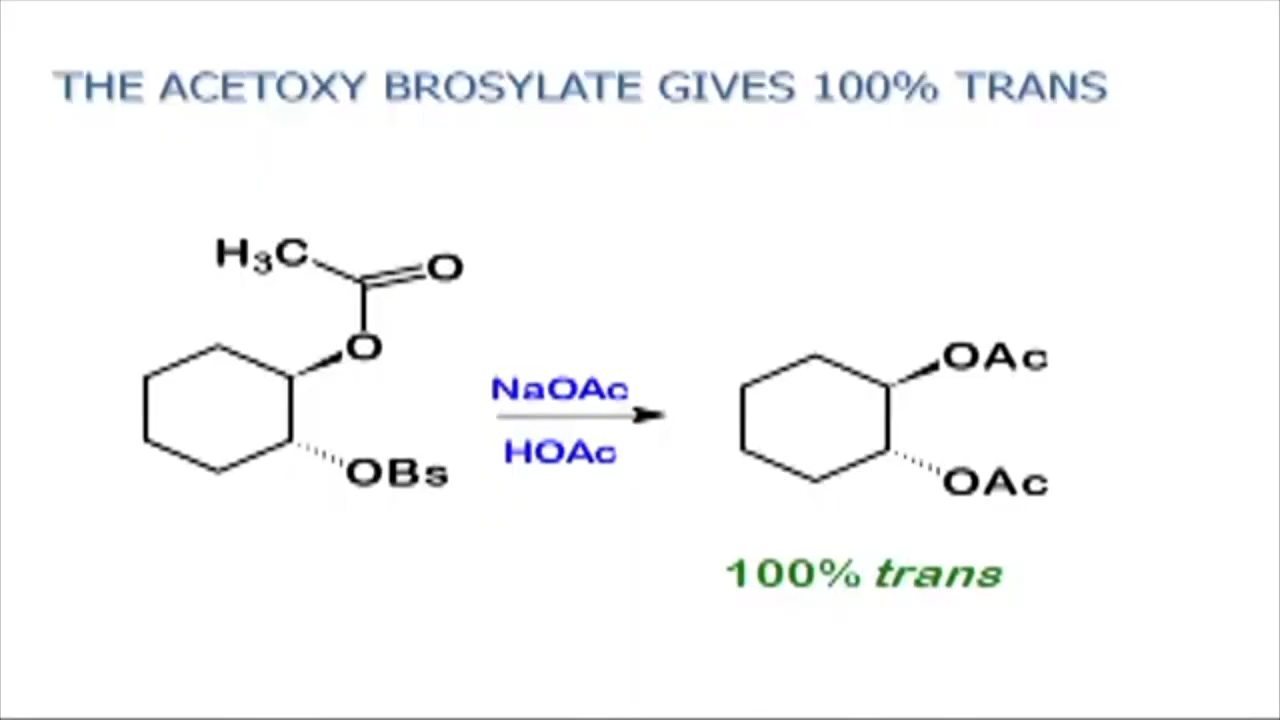 THE ACETOXY BROSYLATE GIVES 100% TRANS
H₃C
O
O
OBs
NaOAc
HOAc
OAc
OAc
100% trans